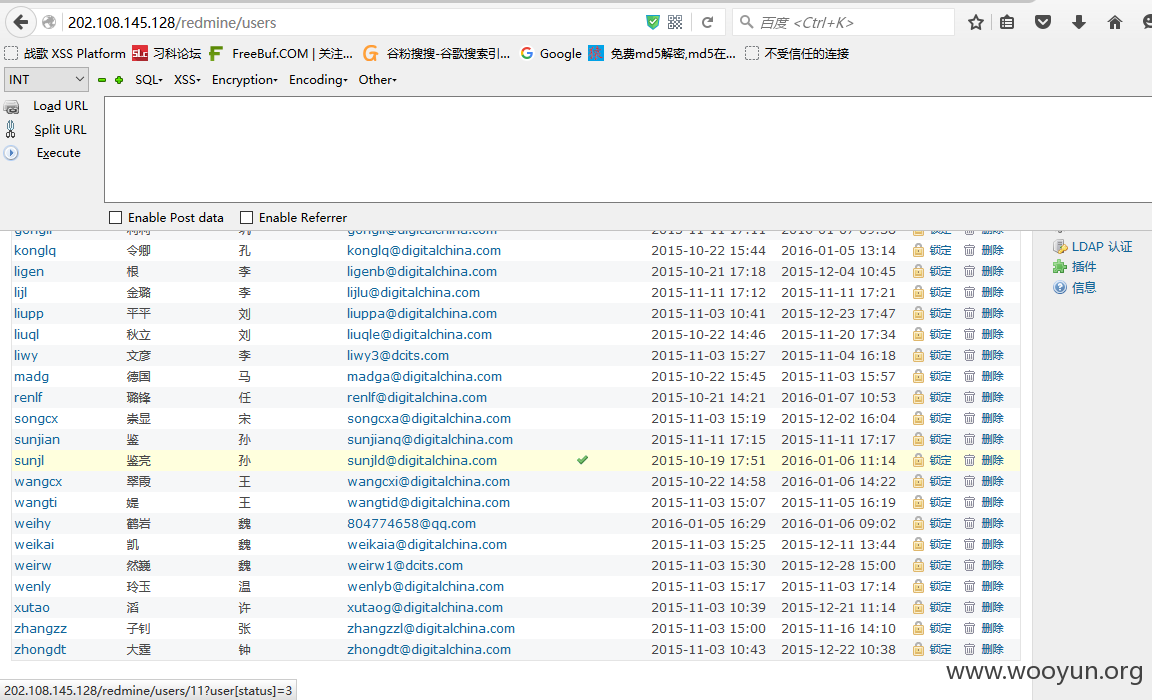 202.108.145.128/redmine/users
百度 <Ctrl+K>
战歌 XSS Platform 习科论坛 FreeBuf.COM | 关注... 谷粉搜搜-谷歌搜索引... Google 免费md5解密,md5在... 不受信任的连接
INT SQL XSS Encryption Encoding Other
Load URL
Split URL
Execute
Enable Post data Enable Referrer
konglq 令卿 孔 konglq@digitalchina.com 2015-10-22 15:44 2016-01-05 13:14 锁定 删除
ligen 根 李 ligenb@digitalchina.com 2015-10-21 17:18 2015-12-04 10:45 锁定 删除
lijl 金璐 李 lijlu@digitalchina.com 2015-11-11 17:12 2015-11-11 17:21 锁定 删除
liupp 平平 刘 liuppa@digitalchina.com 2015-11-03 10:41 2015-12-23 17:47 锁定 删除
liuql 秋立 刘 liuqle@digitalchina.com 2015-10-22 14:46 2015-11-20 17:34 锁定 删除
liwy 文彦 李 liwy3@dcits.com 2015-11-03 15:27 2015-11-04 16:18 锁定 删除
madg 德国 马 madga@digitalchina.com 2015-10-22 15:45 2015-11-03 15:57 锁定 删除
renlf 璐锋 任 renlf@digitalchina.com 2015-10-21 14:21 2016-01-07 10:53 锁定 删除
songcx 崇显 宋 songcxa@digitalchina.com 2015-11-03 15:19 2015-12-02 16:04 锁定 删除
sunjian 鉴 孙 sunjianq@digitalchina.com 2015-11-11 17:15 2015-11-11 17:17 锁定 删除
sunjl 鉴亮 孙 sunjld@digitalchina.com 2015-10-19 17:51 2016-01-06 11:14 锁定 删除
wangcx 翠霞 王 wangcxi@digitalchina.com 2015-10-22 14:58 2016-01-06 14:22 锁定 删除
wangti 媞 王 wangtid@digitalchina.com 2015-11-03 15:07 2015-11-05 16:19 锁定 删除
weihy 鹤岩 魏 804774658@qq.com 2016-01-05 16:29 2016-01-06 09:02 锁定 删除
weikai 凯 魏 weikaia@digitalchina.com 2015-11-03 15:25 2015-12-11 13:44 锁定 删除
weirw 然巍 魏 weirw1@dcits.com 2015-11-03 15:30 2015-12-28 15:00 锁定 删除
wenly 玲玉 温 wenlyb@digitalchina.com 2015-11-03 15:17 2015-11-03 17:14 锁定 删除
xutao 滔 许 xutaog@digitalchina.com 2015-11-03 10:39 2015-12-21 11:14 锁定 删除
zhangzz 子钊 张 zhangzzl@digitalchina.com 2015-11-03 15:00 2015-11-16 14:10 锁定 删除
zhongdt 大霆 钟 zhongdt@digitalchina.com 2015-11-03 10:43 2015-12-22 10:38 锁定 删除
LDAP 认证
插件
信息
www.wooyun.org
202.108.145.128/redmine/users/11?user[status]=3